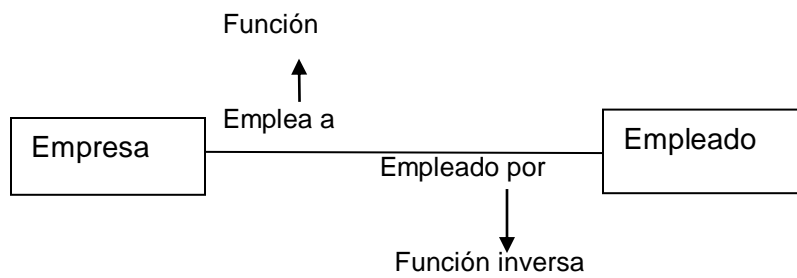 Función
Emplea a
Empresa
Empleado
Empleado por
Función inversa